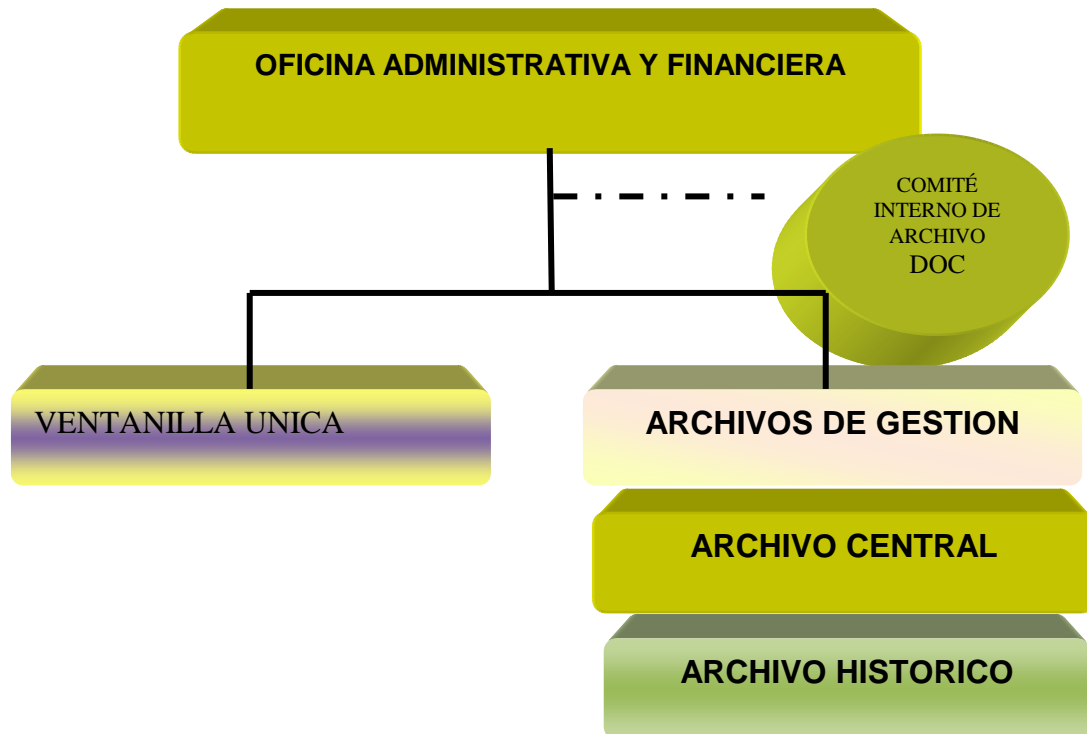 OFICINA ADMINISTRATIVA Y FINANCIERA
COMITÉ
INTERNO DE
ARCHIVO
DOC
VENTANILLA UNICA
ARCHIVOS DE GESTION
ARCHIVO CENTRAL
ARCHIVO HISTORICO